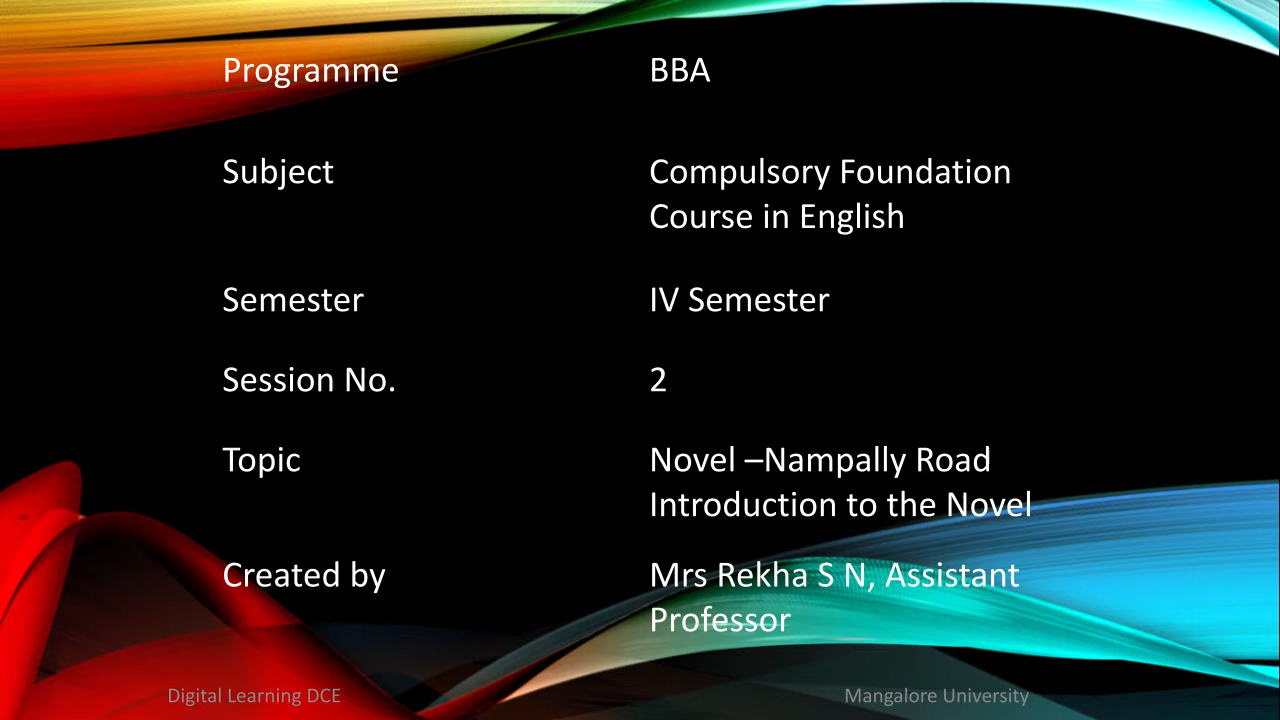 Programme BBA
Subject Compulsory Foundation
Course in English
Semester IV Semester
Session No. 2
Topic Novel –Nampally Road
Introduction to the Novel
Created by Mrs Rekha S N, Assistant
Professor
Digital Learning DCE Mangalore University